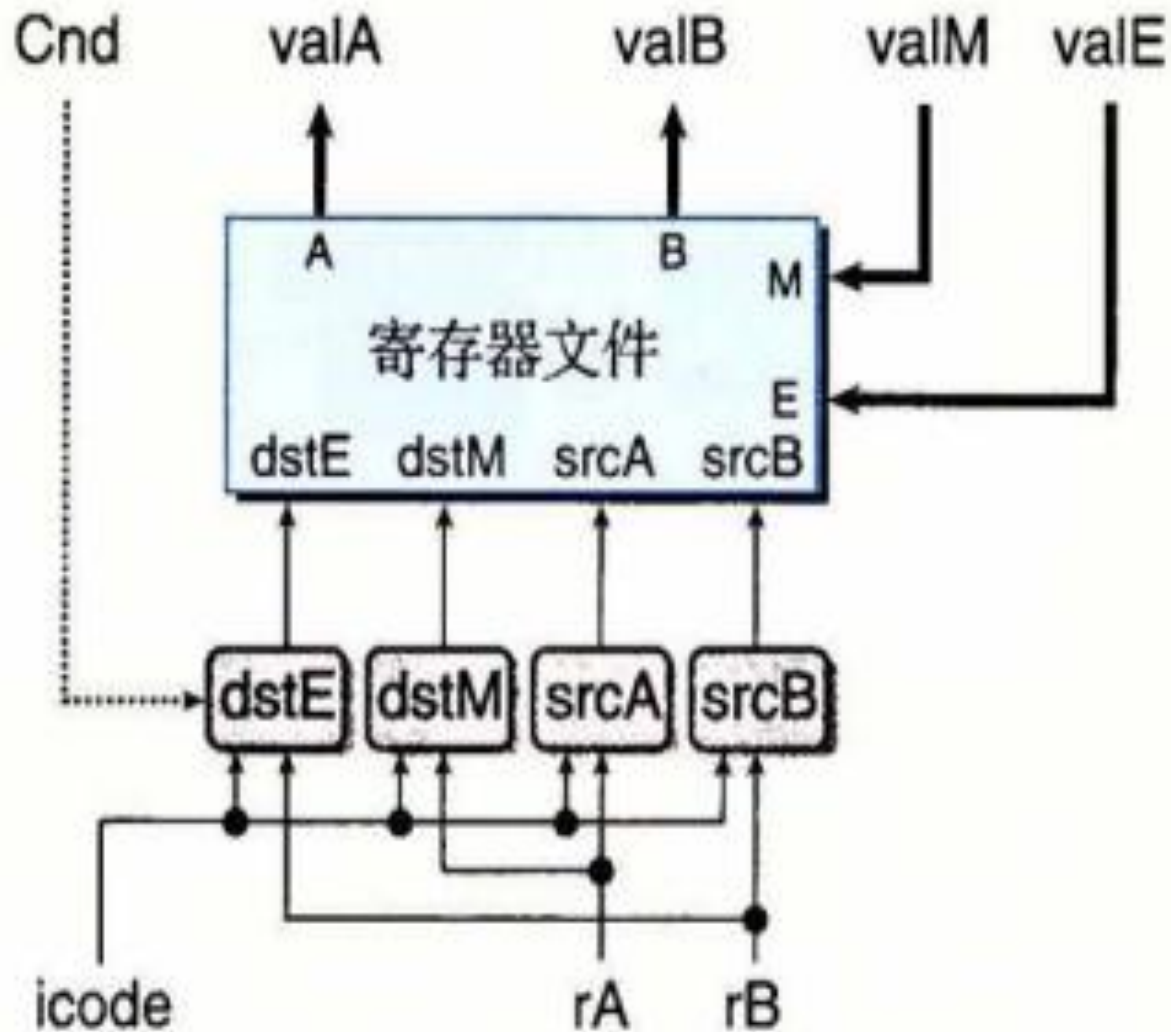 Cnd valA valB valM valE
A B
M
寄存器文件
E
dstE dstM srcA srcB
dstE dstM srcA srcB
icode rA rB